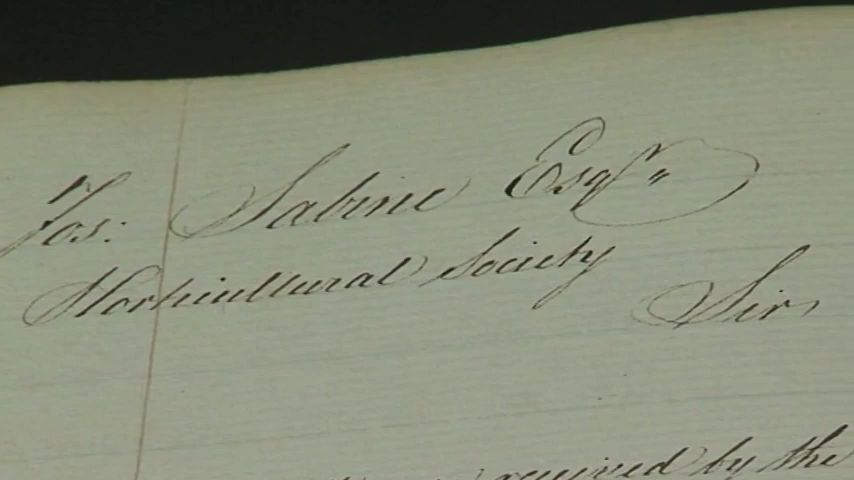 Jos: Sabine Esqr
Horticultural Society
Sir,
received by the